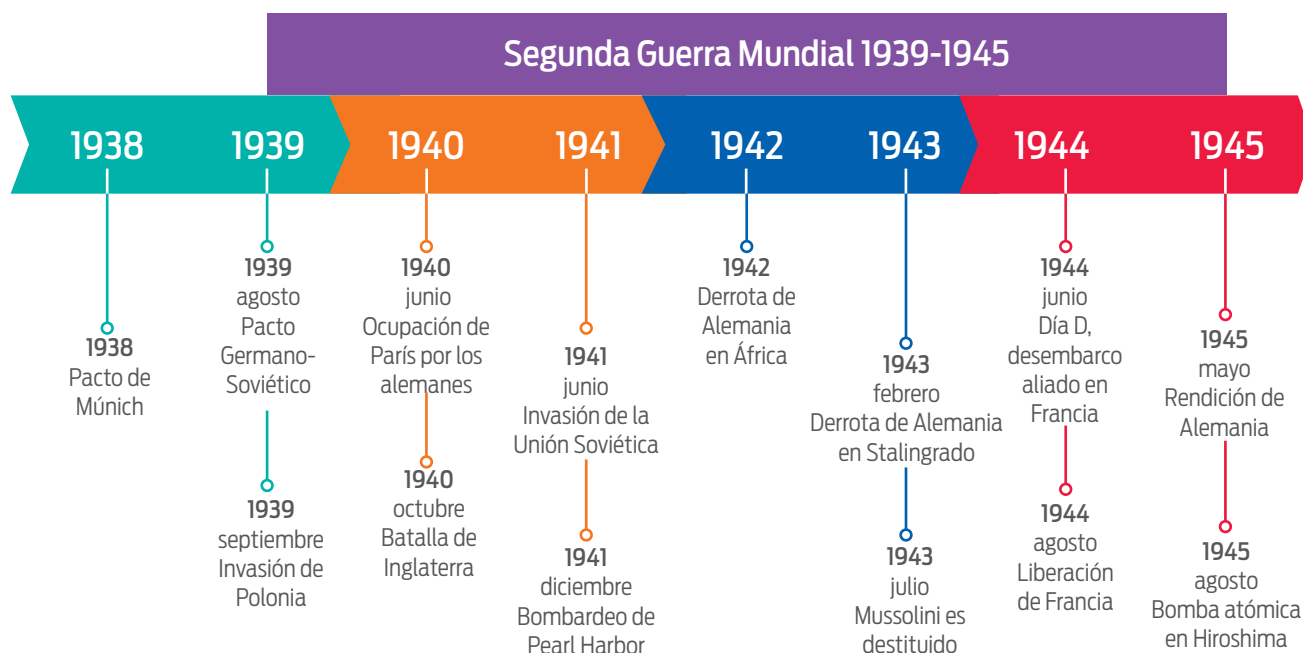 Segunda Guerra Mundial 1939-1945
1938
1939
1940
1941
1942
1943
1944
1945
1938
Pacto de
Múnich
1939
agosto
Pacto
Germano-
Soviético
1939
septiembre
Invasión de
Polonia
1940
junio
Ocupación de
París por los
alemanes
1940
octubre
Batalla de
Inglaterra
1941
junio
Invasión de la
Unión Soviética
1941
diciembre
Bombardeo de
Pearl Harbor
1942
Derrota de
Alemania
en África
1943
febrero
Derrota de Alemania
en Stalingrado
1943
julio
Mussolini es
destituido
1944
junio
Día D,
desembarco
aliado en
Francia
1944
agosto
Liberación
de Francia
1945
mayo
Rendición de
Alemania
1945
agosto
Bomba atómica
en Hiroshima